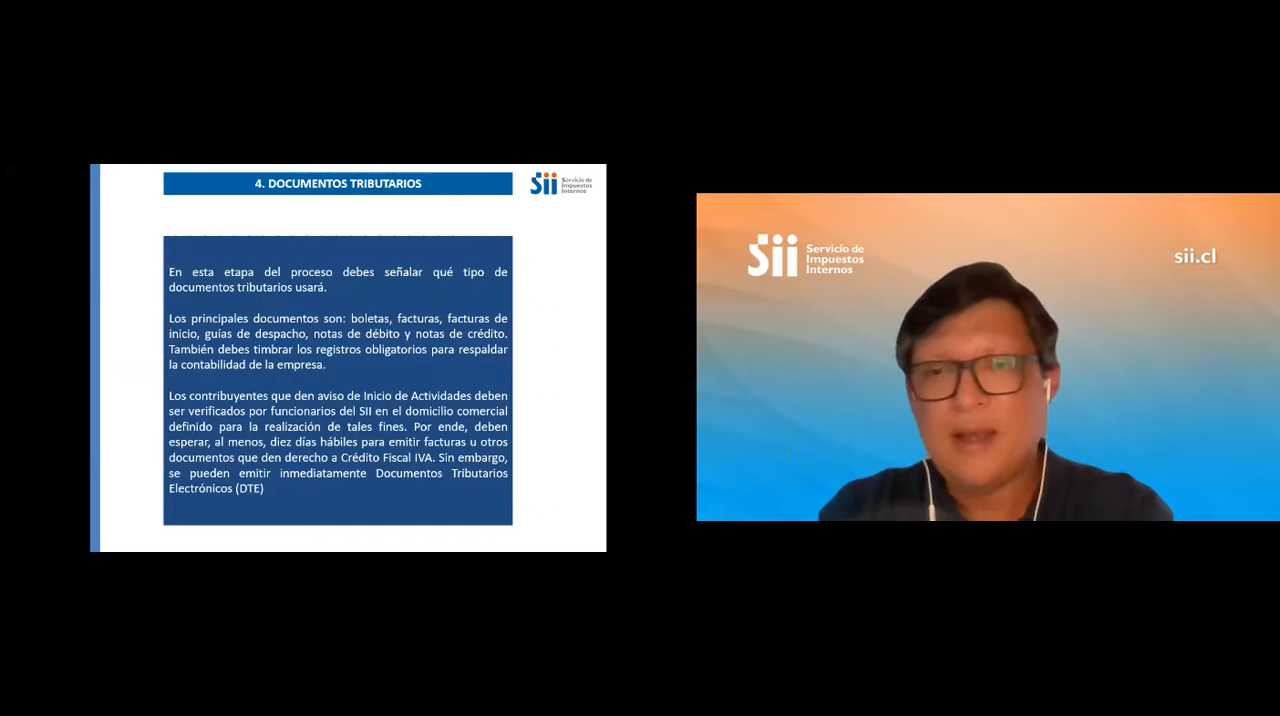 4. DOCUMENTOS TRIBUTARIOS
Sii Servicio de
Impuestos
Internos
En esta etapa del proceso debes señalar qué tipo de
documentos tributarios usará.
Los principales documentos son: boletas, facturas, facturas de
inicio, guías de despacho, notas de débito y notas de crédito.
También debes timbrar los registros obligatorios para respaldar
la contabilidad de la empresa.
Los contribuyentes que den aviso de Inicio de Actividades deben
ser verificados por funcionarios del SII en el domicilio comercial
definido para la realización de tales fines. Por ende, deben
esperar, al menos, diez días hábiles para emitir facturas u otros
documentos que den derecho a Crédito Fiscal IVA. Sin embargo,
se pueden emitir inmediatamente Documentos Tributarios
Electrónicos (DTE)
Sii Servicio de
Impuestos
Internos
sii.cl